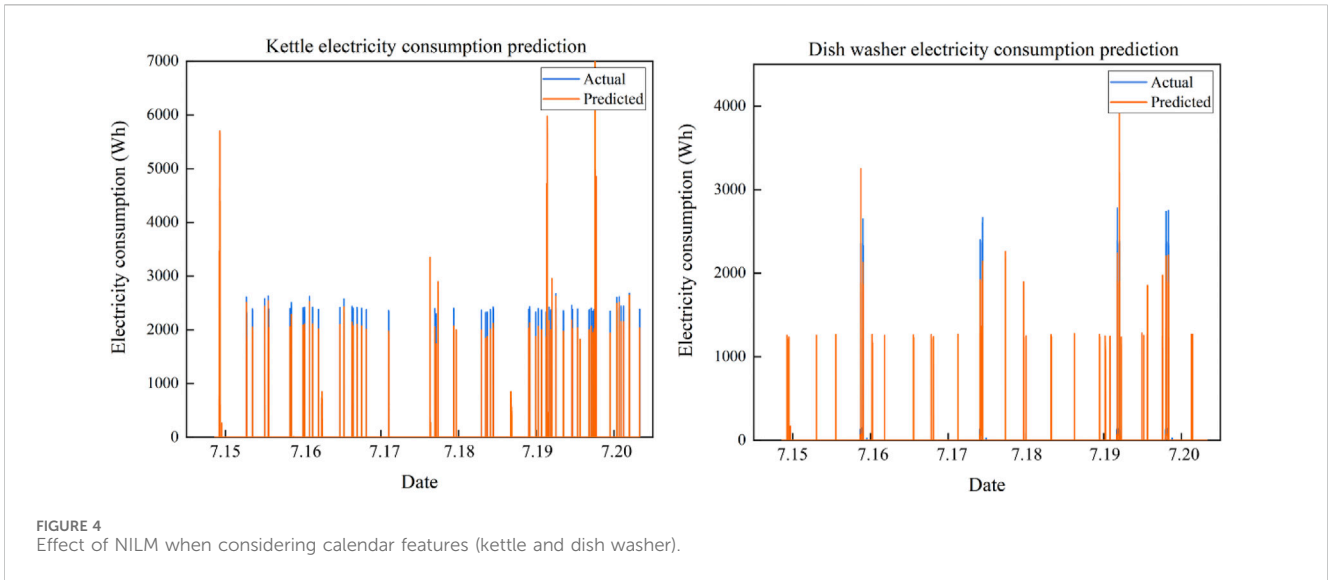 Kettle electricity consumption prediction
7000
6000
5000
4000
3000
2000
1000
0
Electricity consumption (Wh)
Actual
Predicted
7.15 7.16 7.17 7.18 7.19 7.20
Date
Dish washer electricity consumption prediction
4000
3000
2000
1000
0
Electricity consumption (Wh)
Actual
Predicted
7.15 7.16 7.17 7.18 7.19 7.20
Date
FIGURE 4
Effect of NILM when considering calendar features (kettle and dish washer).